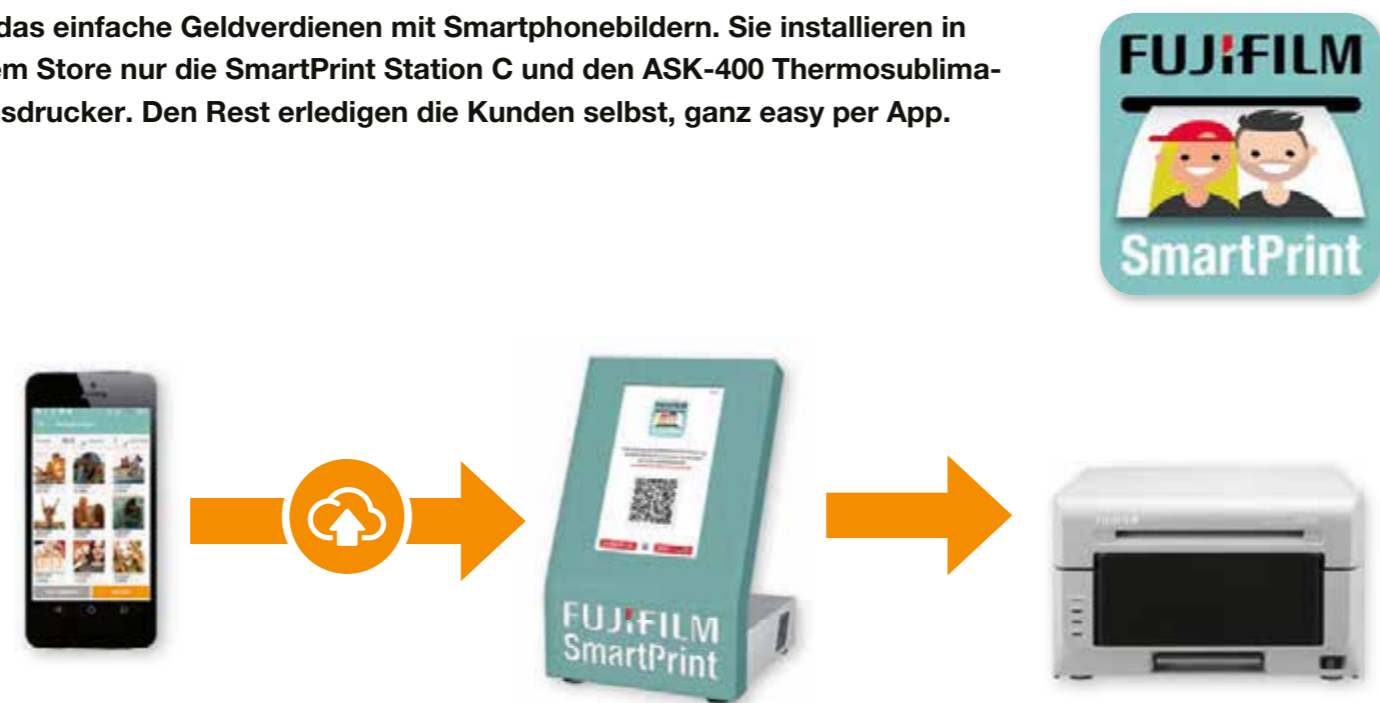 das einfache Geldverdienen mit Smartphonebildern. Sie installieren in
em Store nur die SmartPrint Station C und den ASK-400 Thermosublima-
sdrucker. Den Rest erledigen die Kunden selbst, ganz easy per App.
FUJIFILM
SmartPrint
FUJIFILM
SmartPrint
FUJIFILM